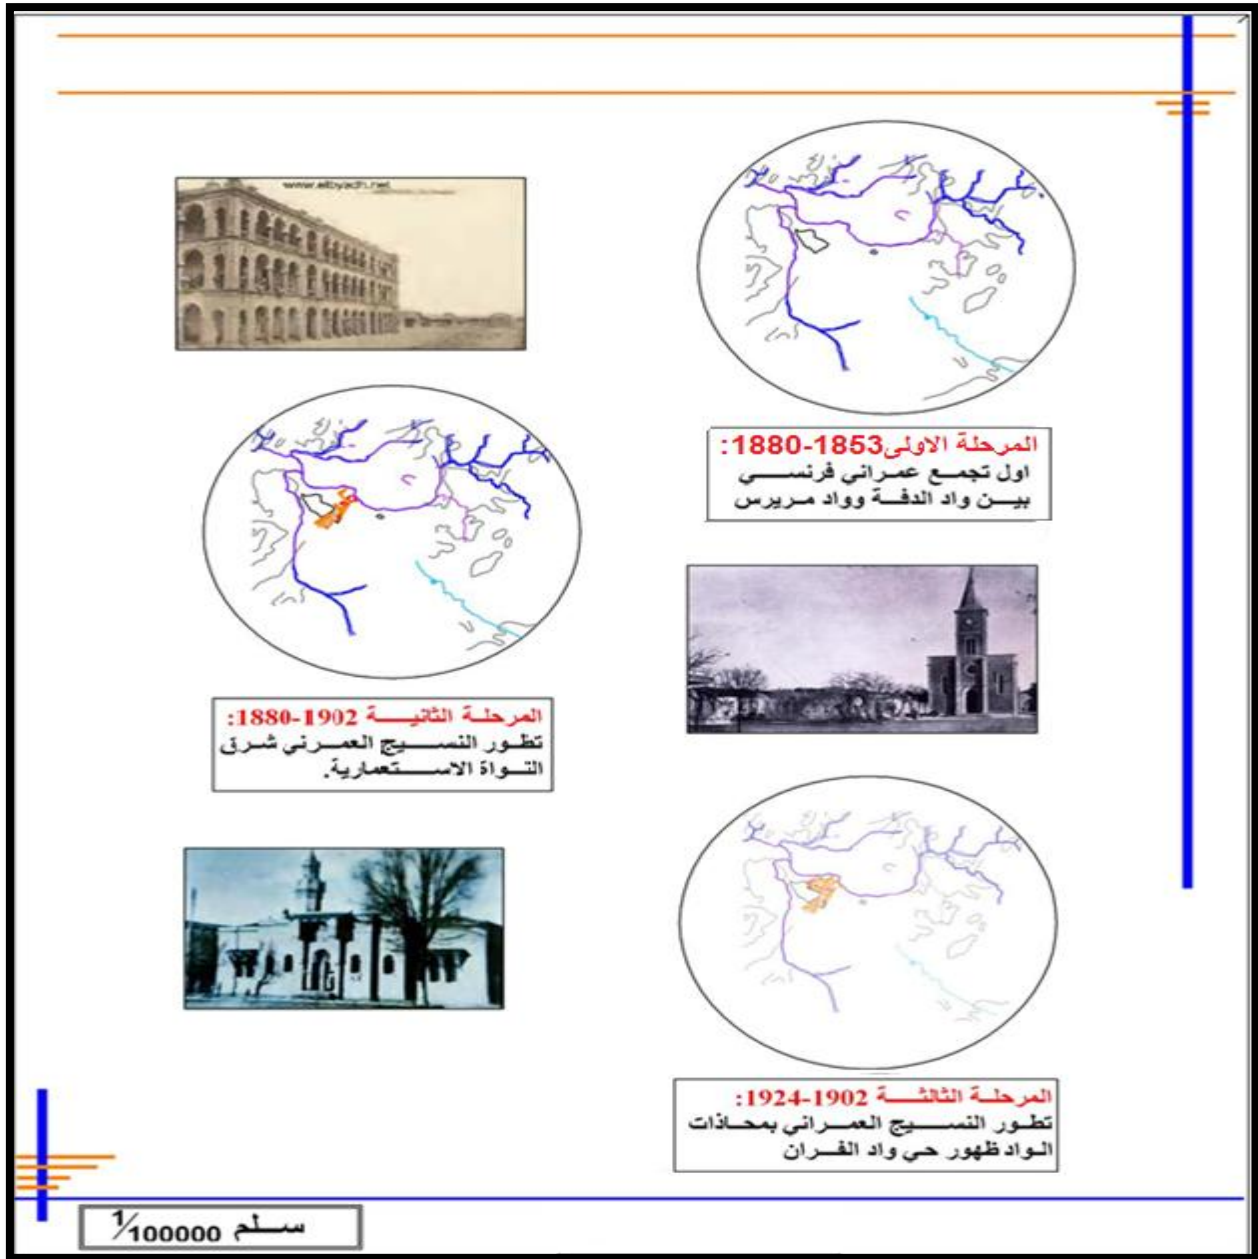 www.elbyadh.net
المرحلة الاولى1853-1880:
اول تجمع عمراني فرنسي
بين واد الدفة وواد مريرس
المرحلة الثانية 1902-1880:
تطور النسيج العمرني شرق
النواة الاستعمارية.
المرحلة الثالثة 1902-1924:
تطور النسيج العمراني بمحاذات
الواد ظهور حي واد الفران
سلم 1/100000